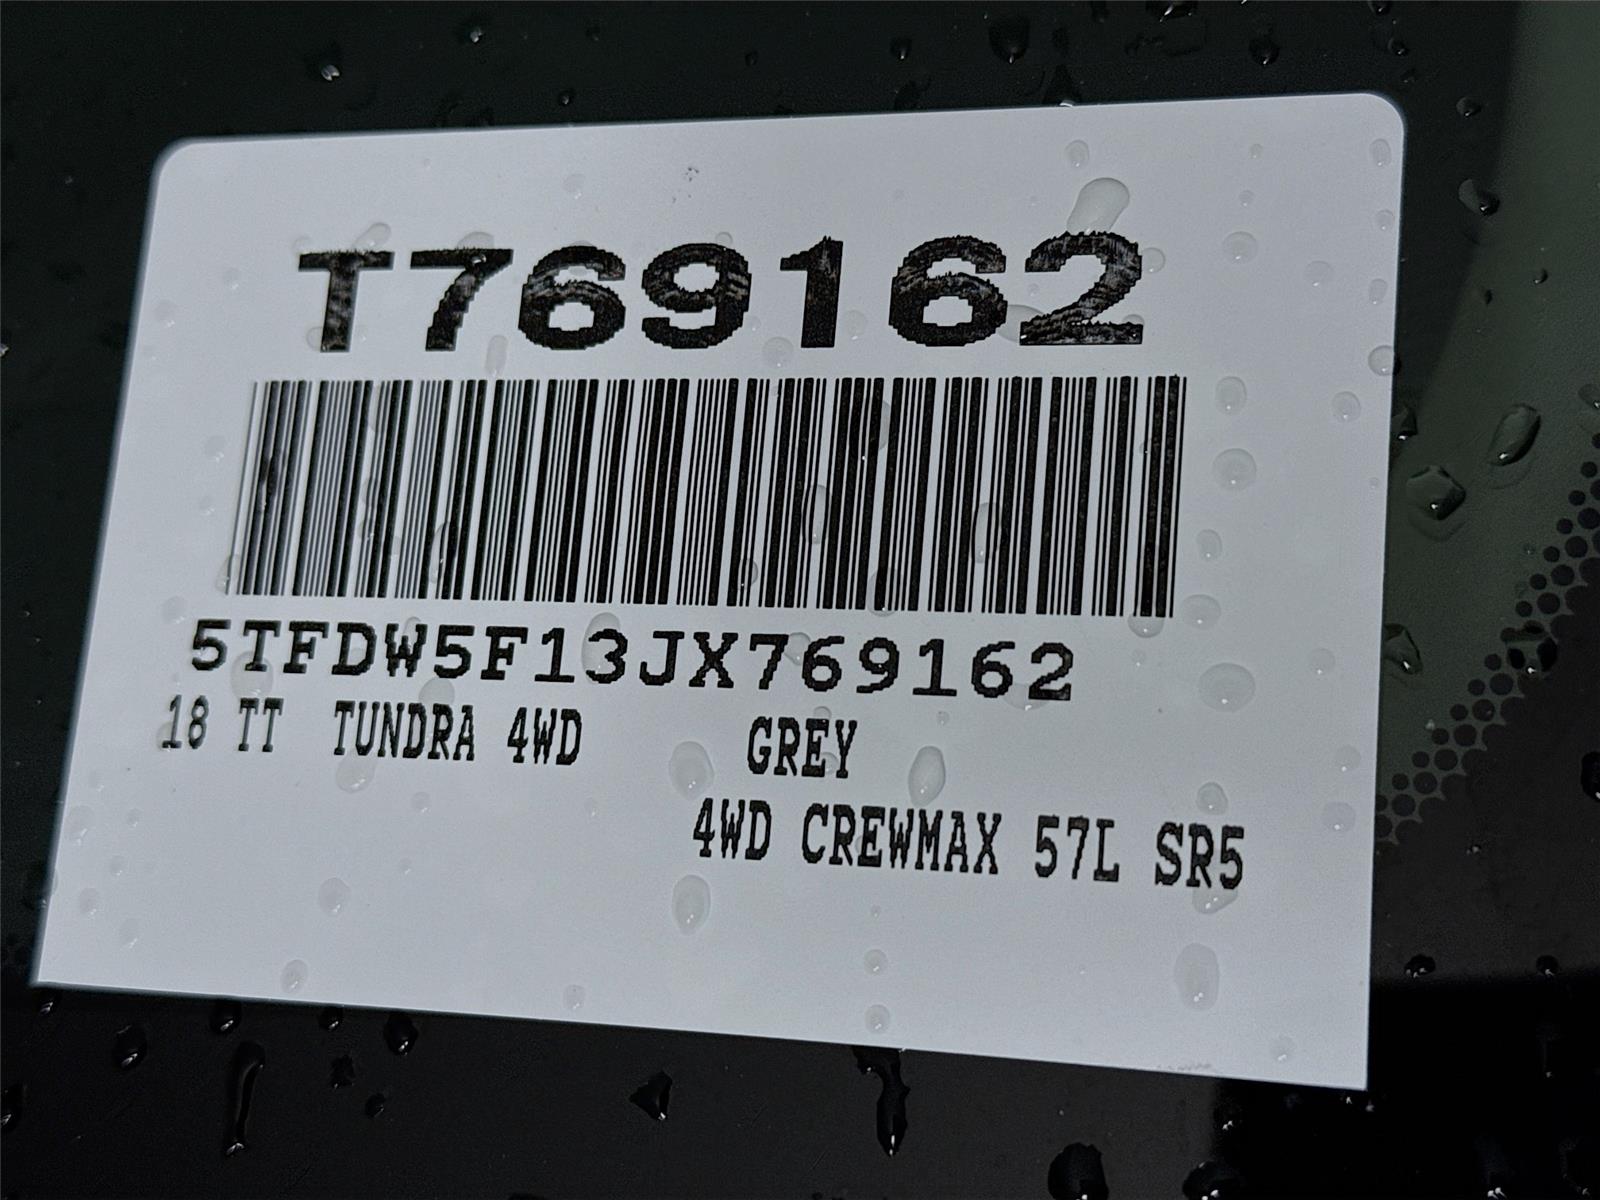 T769162
5TFDW5F13JX769162
18 TT TUNDRA 4WD GREY
4WD CREWMAX 57L SR5